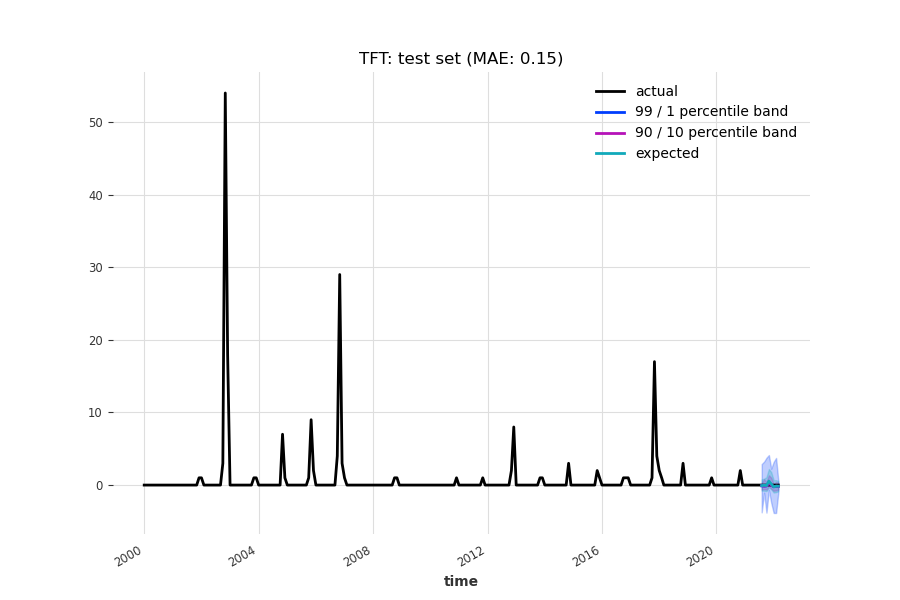 TFT: test set (MAE: 0.15)
actual
99 / 1 percentile band
90 / 10 percentile band
expected
50
40
30
20
10
0
2000
2004
2008
2012
2016
2020
time